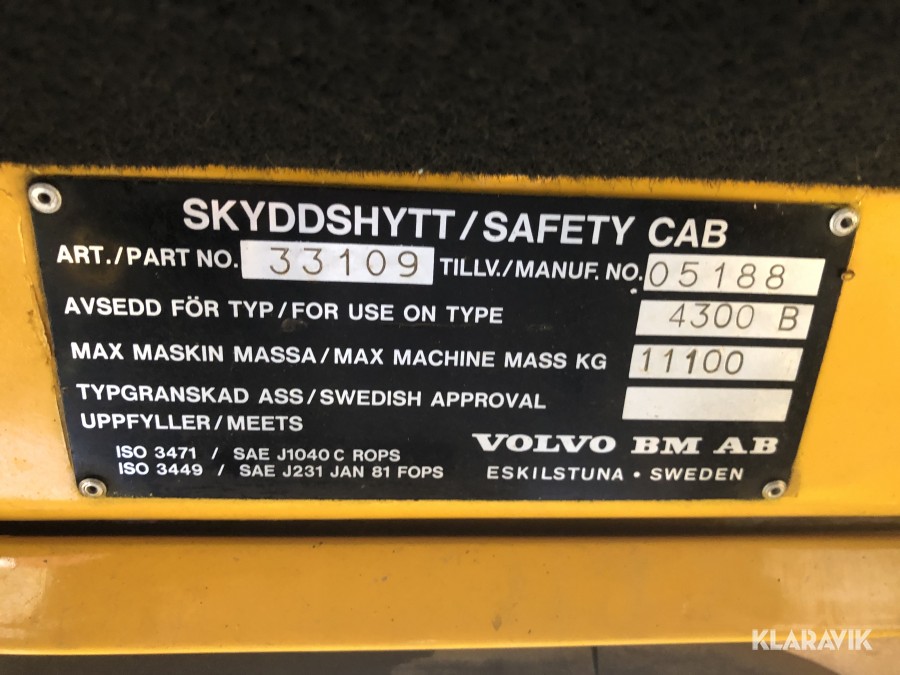 SKYDDSHYTT/SAFETY CAB
ART./PART NO. 33109 TILLV./MANUF. NO. 05188
AVSEDD FÖR TYP/FOR USE ON TYPE 4300 B
MAX MASKIN MASSA/MAX MACHINE MASS KG 11100
TYPGRANSKAD ASS/SWEDISH APPROVAL
UPPFYLLER/MEETS
ISO 3471 / SAE J1040 C ROPS
ISO 3449 / SAE J231 JAN 81 FOPS
VOLVO BM AB
ESKILSTUNA • SWEDEN
KLARAVIK